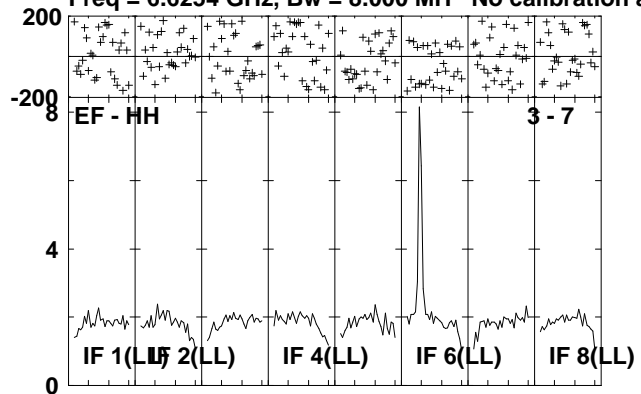 Freq = 6.6254 GHz, Bw = 8.000 MH No calibration a
200
-200
8
EF - HH
3 - 7
4
IF 1(LL)
IF 2(LL)
IF 4(LL)
IF 6(LL)
IF 8(LL)
0